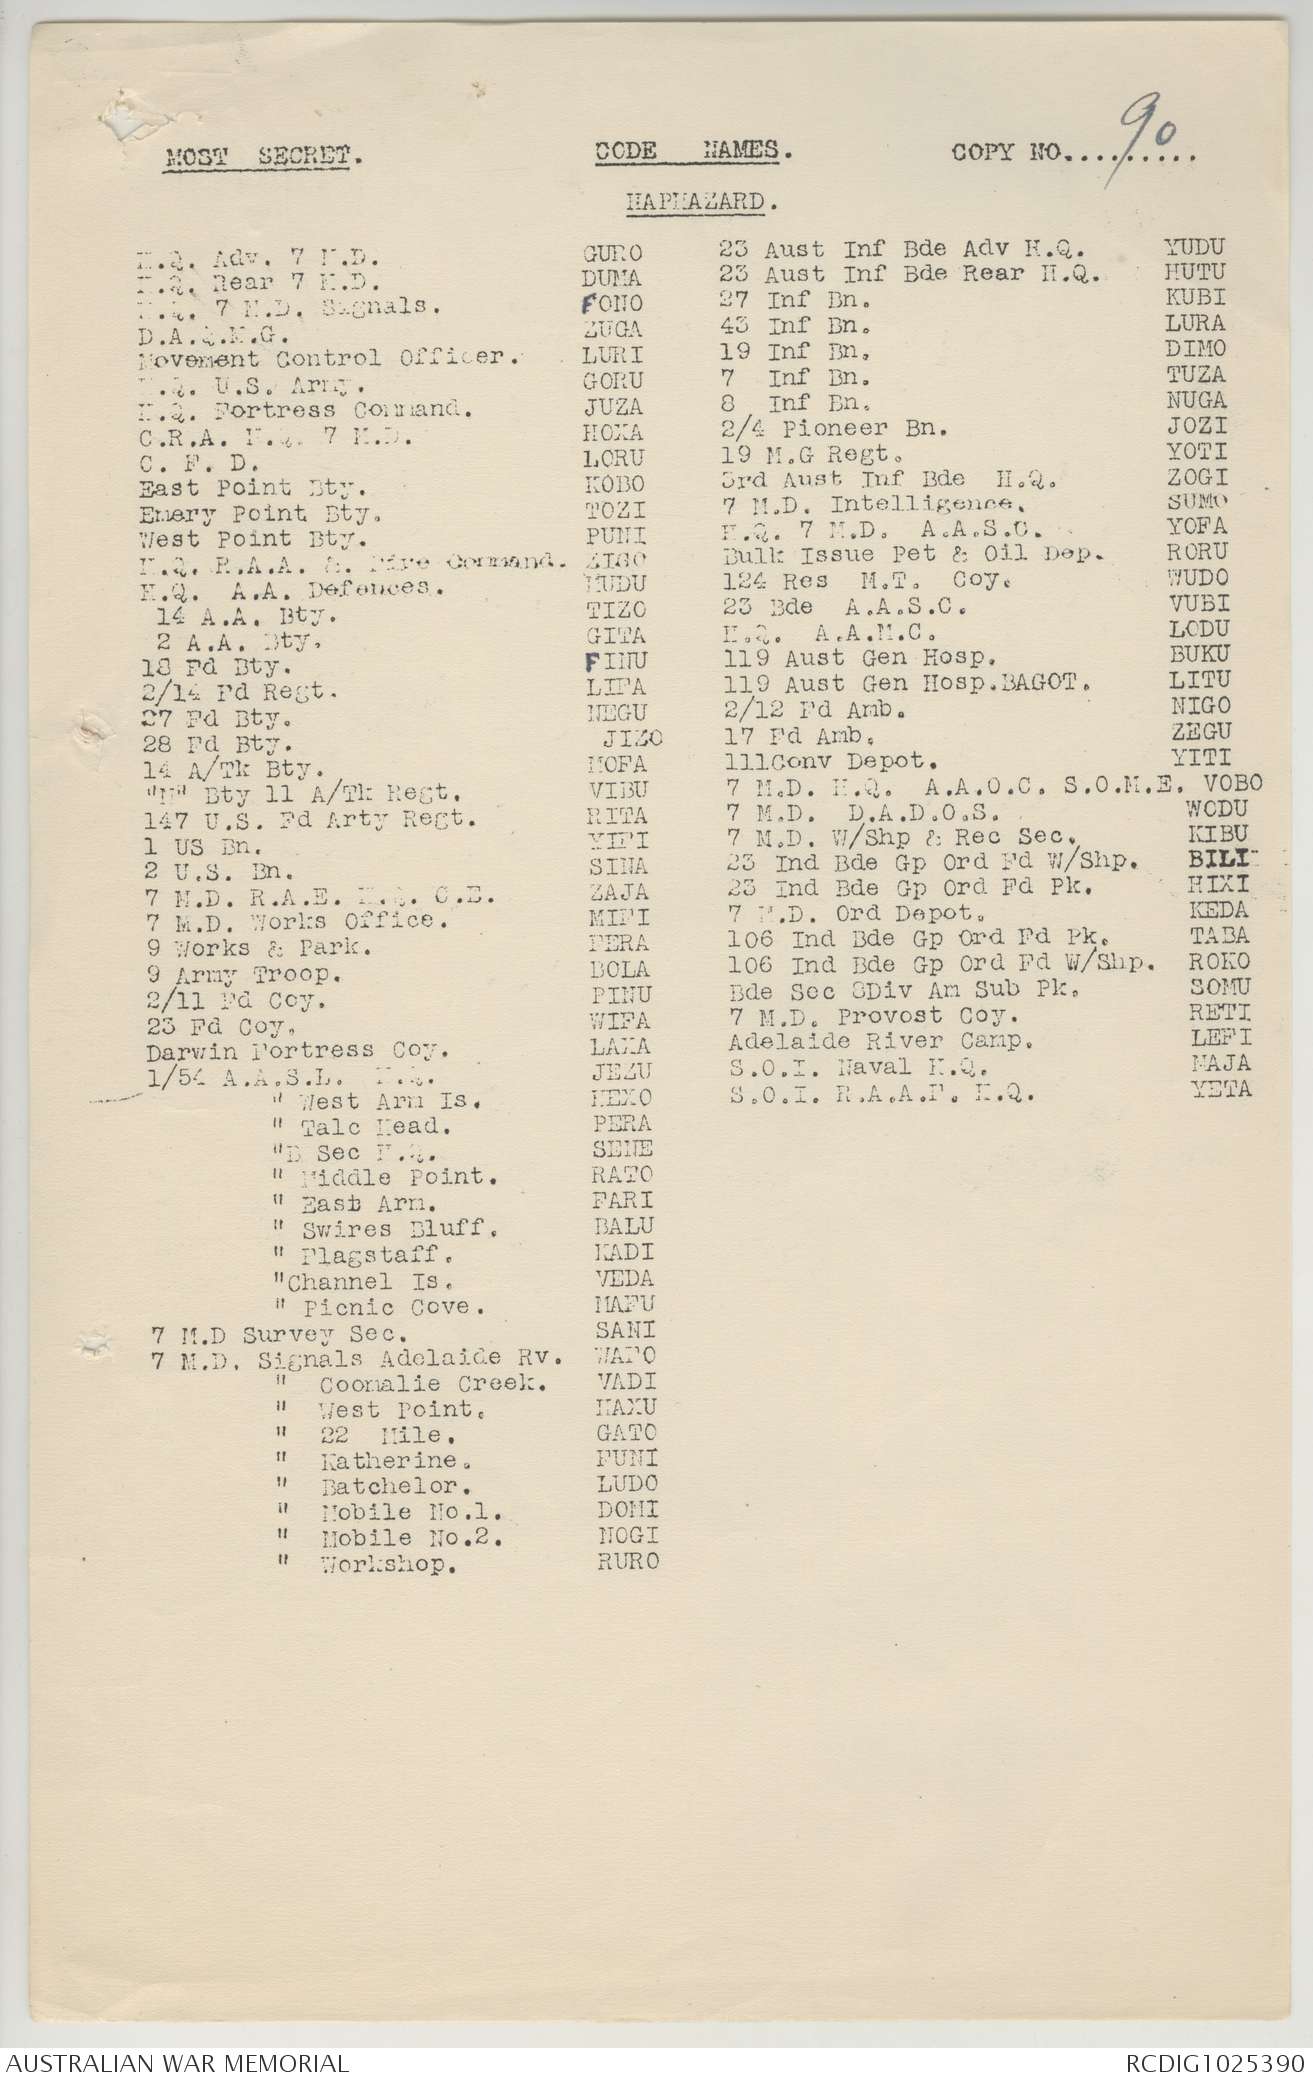 MOST SECRET. CODE NAMES. COPY NO.......... 90
HAPHAZARD.
H.Q. Adv. 7 M.D. GURO
H.Q. Rear 7 M.D. DUMA
H.Q. 7 M.D. Signals. FONO
D.A.Q.M.G. ZUGA
Movement Control Officer. LURI
H.Q. U.S. Army. GORU
H.Q. Fortress Command. JUZA
C.R.A. H.Q. 7 M.D.
C. F. D. LORU
East Point Bty. KOBO
Emery Point Bty. TOZI
West Point Bty. PUNI
H.Q. R.A.A. &. Fire Command.
H.Q. A.A. Defences.
14 A.A. Bty. TIZO
2 A.A. Bty. GITA
18 Fd Bty. FINU
2/14 Fd Regt.
27 Fd Bty. NEGU
28 Fd Bty. JIZO
14 A/Tk Bty.
"M" Bty 11 A/Tk Regt. VIBU
147 U.S. Fd Arty Regt. RITA
1 US Bn.
2 U.S. Bn. SINA
7 M.D. R.A.E. H.Q. C.E. ZAJA
7 M.D. Works Office.
9 Works & Park.
9 Army Troop. BOLA
2/11 Fd Coy. PINU
23 Fd Coy. WIFA
Darwin Fortress Coy.
1/54 A.A.S.L. H.Q. JEZU
" West Arm Is.
" Talc Head. PERA
"B Sec H.Q. SENE
" Middle Point. RATO
" East Arm. FARI
" Swires Bluff. BALU
" Flagstaff. KADI
"Channel Is. VEDA
" Picnic Cove. MAFU
7 M.D Survey Sec. SANI
7 M.D. Signals Adelaide Rv. WAFO
" Coomalie Creek. VADI
" West Point.
" 22 Mile. GATO
" Katherine. FUNI
" Batchelor. LUDO
" Mobile No.1. DOMI
" Mobile No.2. NOGI
" Workshop. RURO
23 Aust Inf Bde Adv H.Q. YUDU
23 Aust Inf Bde Rear H.Q. HUTU
27 Inf Bn. KUBI
43 Inf Bn. LURA
19 Inf Bn. DIMO
7 Inf Bn. TUZA
8 Inf Bn. NUGA
2/4 Pioneer Bn. JOZI
19 M.G Regt. YOTI
3rd Aust Inf Bde H.Q. ZOGI
7 M.D. Intelligence. SUMO
H.Q. 7 M.D. A.A.S.C. YOFA
Bulk Issue Pet & Oil Dep. RORU
124 Res M.T. Coy. WUDO
23 Bde A.A.S.C. VUBI
H.Q. A.A.M.C. LODU
119 Aust Gen Hosp. BUKU
119 Aust Gen Hosp.BAGOT. LITU
2/12 Fd Amb. NIGO
17 Fd Amb. ZEGU
111Conv Depot. YITI
7 M.D. H.Q. A.A.O.C. S.O.M.E. VOBO
7 M.D. D.A.D.O.S. WODU
7 M.D. W/Shp & Rec Sec. KIBU
23 Ind Bde Gp Ord Fd W/Shp. BILI
23 Ind Bde Gp Ord Fd Pk. HIXI
7 M.D. Ord Depot. KEDA
106 Ind Bde Gp Ord Fd Pk. TABA
106 Ind Bde Gp Ord Fd W/Shp. ROKO
Bde Sec 8Div Am Sub Pk. SOMU
7 M.D. Provost Coy. RETI
Adelaide River Camp. LEFI
S.O.I. Naval H.Q. MAJA
S.O.I. R.A.A.F. H.Q. YETA
AUSTRALIAN WAR MEMORIAL RCDIG1025390